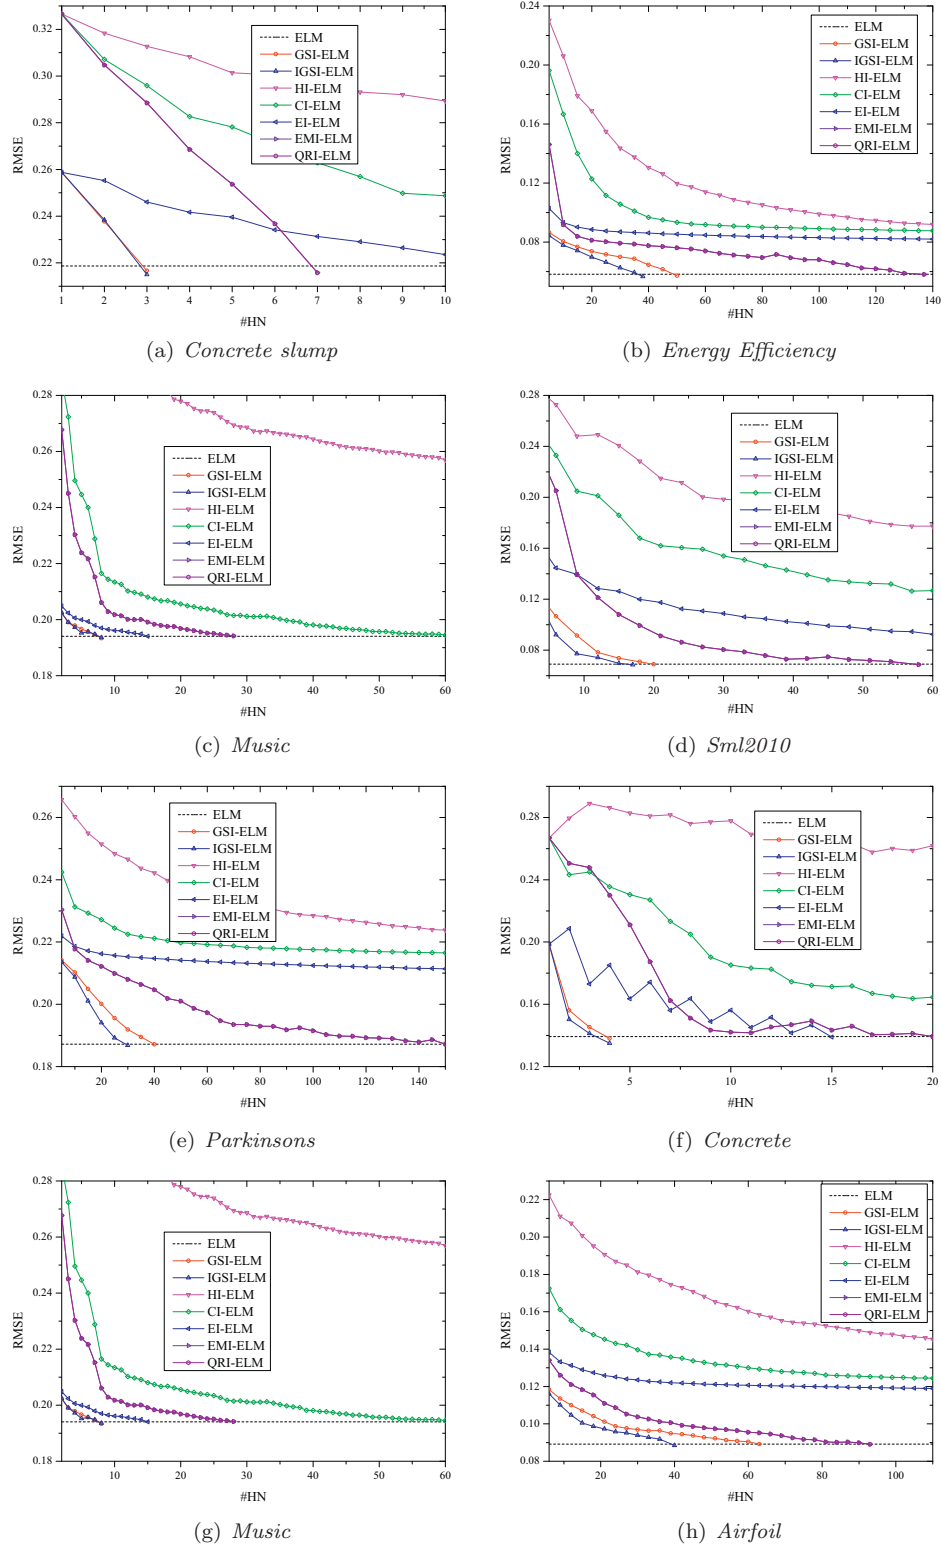 0.32
0.30
0.28
0.26
0.24
0.22
RMSE
ELM
GSI-ELM
IGSI-ELM
HI-ELM
CI-ELM
EI-ELM
EMI-ELM
QRI-ELM
1 2 3 4 5 6 7 8 9 10
#HN
(a) Concrete slump
0.24
0.20
0.16
0.12
0.08
RMSE
ELM
GSI-ELM
IGSI-ELM
HI-ELM
CI-ELM
EI-ELM
EMI-ELM
QRI-ELM
20 40 60 80 100 120 140
#HN
(b) Energy Efficiency
0.28
0.26
0.24
0.22
0.20
0.18
RMSE
ELM
GSI-ELM
IGSI-ELM
HI-ELM
CI-ELM
EI-ELM
EMI-ELM
QRI-ELM
10 20 30 40 50 60
#HN
(c) Music
0.28
0.24
0.20
0.16
0.12
0.08
RMSE
ELM
GSI-ELM
IGSI-ELM
HI-ELM
CI-ELM
EI-ELM
EMI-ELM
QRI-ELM
12 24 36 48 60
#HN
(d) Sml2010
0.26
0.24
0.22
0.20
0.18
RMSE
ELM
GSI-ELM
IGSI-ELM
HI-ELM
CI-ELM
EI-ELM
EMI-ELM
QRI-ELM
20 40 60 80 100 120 140
#HN
(e) Parkinsons
0.28
0.24
0.20
0.16
0.12
RMSE
ELM
GSI-ELM
IGSI-ELM
HI-ELM
CI-ELM
EI-ELM
EMI-ELM
QRI-ELM
5 10 15 20
#HN
(f) Concrete
0.28
0.26
0.24
0.22
0.20
0.18
RMSE
ELM
GSI-ELM
IGSI-ELM
HI-ELM
CI-ELM
EI-ELM
EMI-ELM
QRI-ELM
10 20 30 40 50 60
#HN
(g) Music
0.22
0.20
0.18
0.16
0.14
0.12
0.10
0.08
RMSE
ELM
GSI-ELM
IGSI-ELM
HI-ELM
CI-ELM
EI-ELM
EMI-ELM
QRI-ELM
20 40 60 80 100
#HN
(h) Airfoil